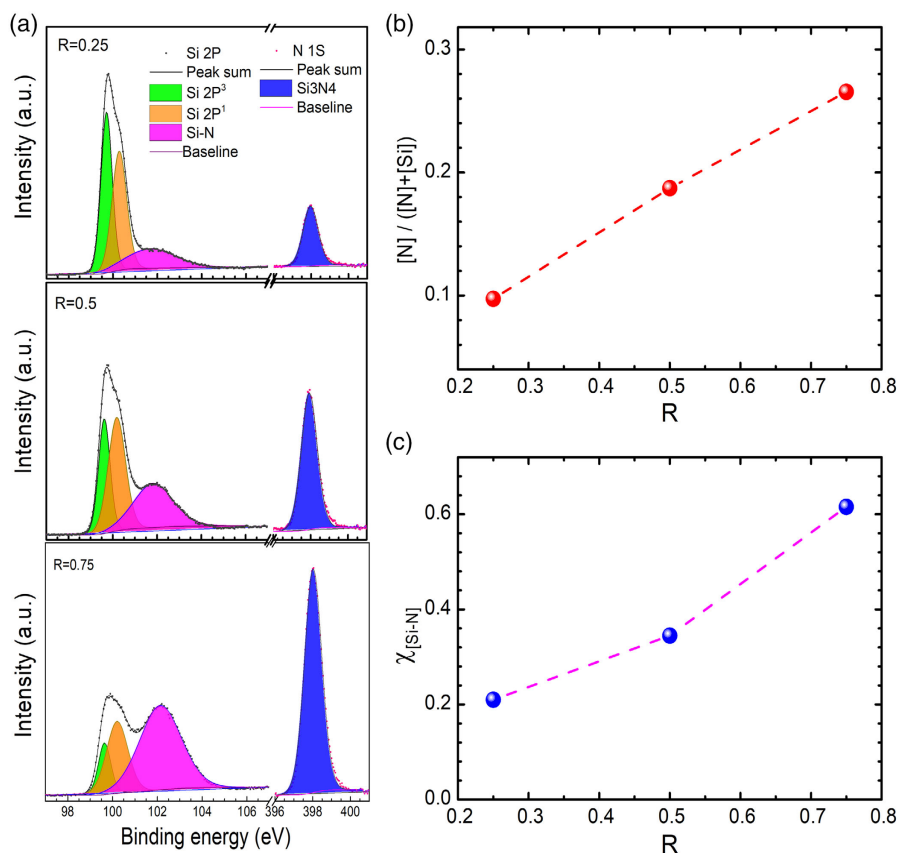 (a)
R=0.25
Si 2P
Peak sum
Si 2P³
Si 2P¹
Si-N
Baseline
N 1S
Peak sum
Si3N4
Baseline
Intensity (a.u.)
R=0.5
Intensity (a.u.)
R=0.75
Intensity (a.u.)
98 100 102 104 106 396 398 400
Binding energy (eV)
(b)
0.3
0.2
0.1
[N] / ([N]+[Si])
0.2 0.3 0.4 0.5 0.6 0.7 0.8
R
(c)
0.6
0.4
0.2
0.0
χ[Si-N]
0.2 0.3 0.4 0.5 0.6 0.7 0.8
R